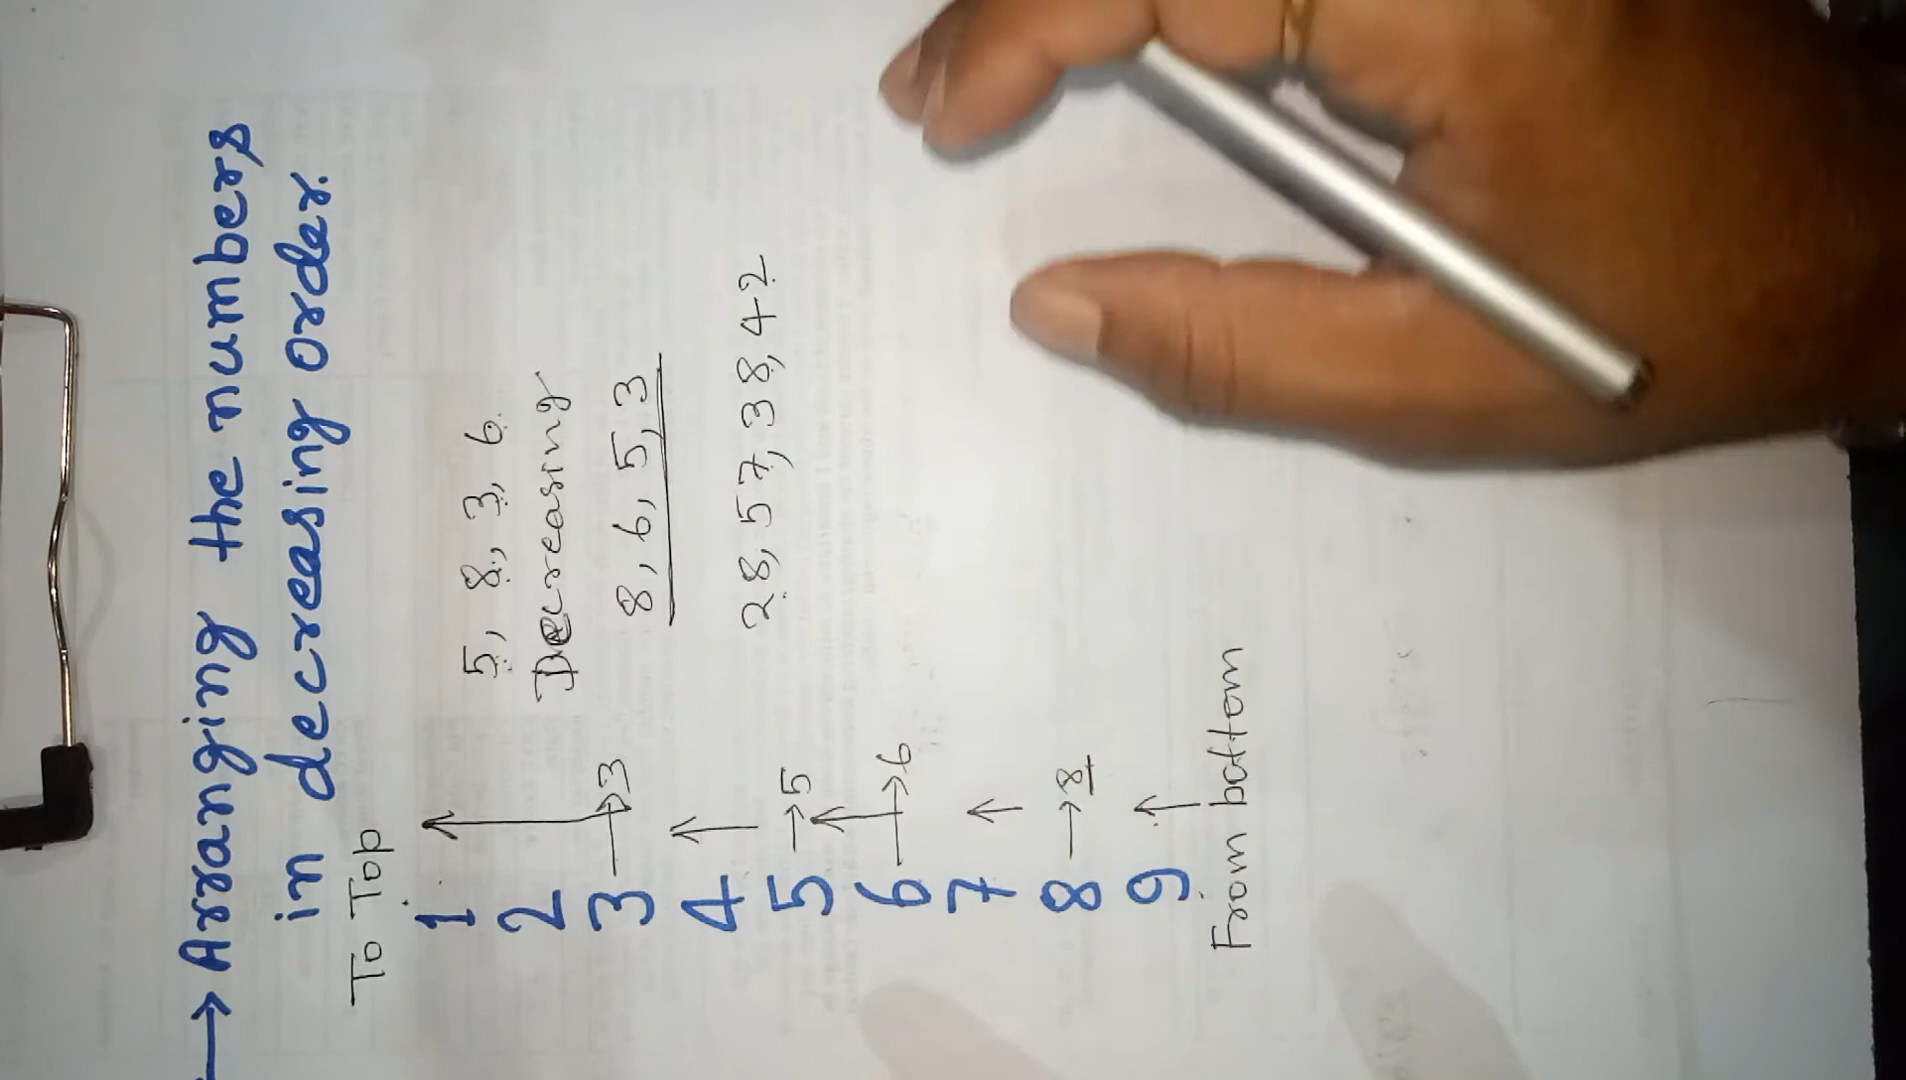 → Arranging the numbers
in decreasing order.
To Top
1
2
3 → 3
4
5 → 5
6 → 6
7
8 → 8
9
From bottom
5, 8, 3, 6
Decreasing
8, 6, 5, 3
28, 57, 38, 42